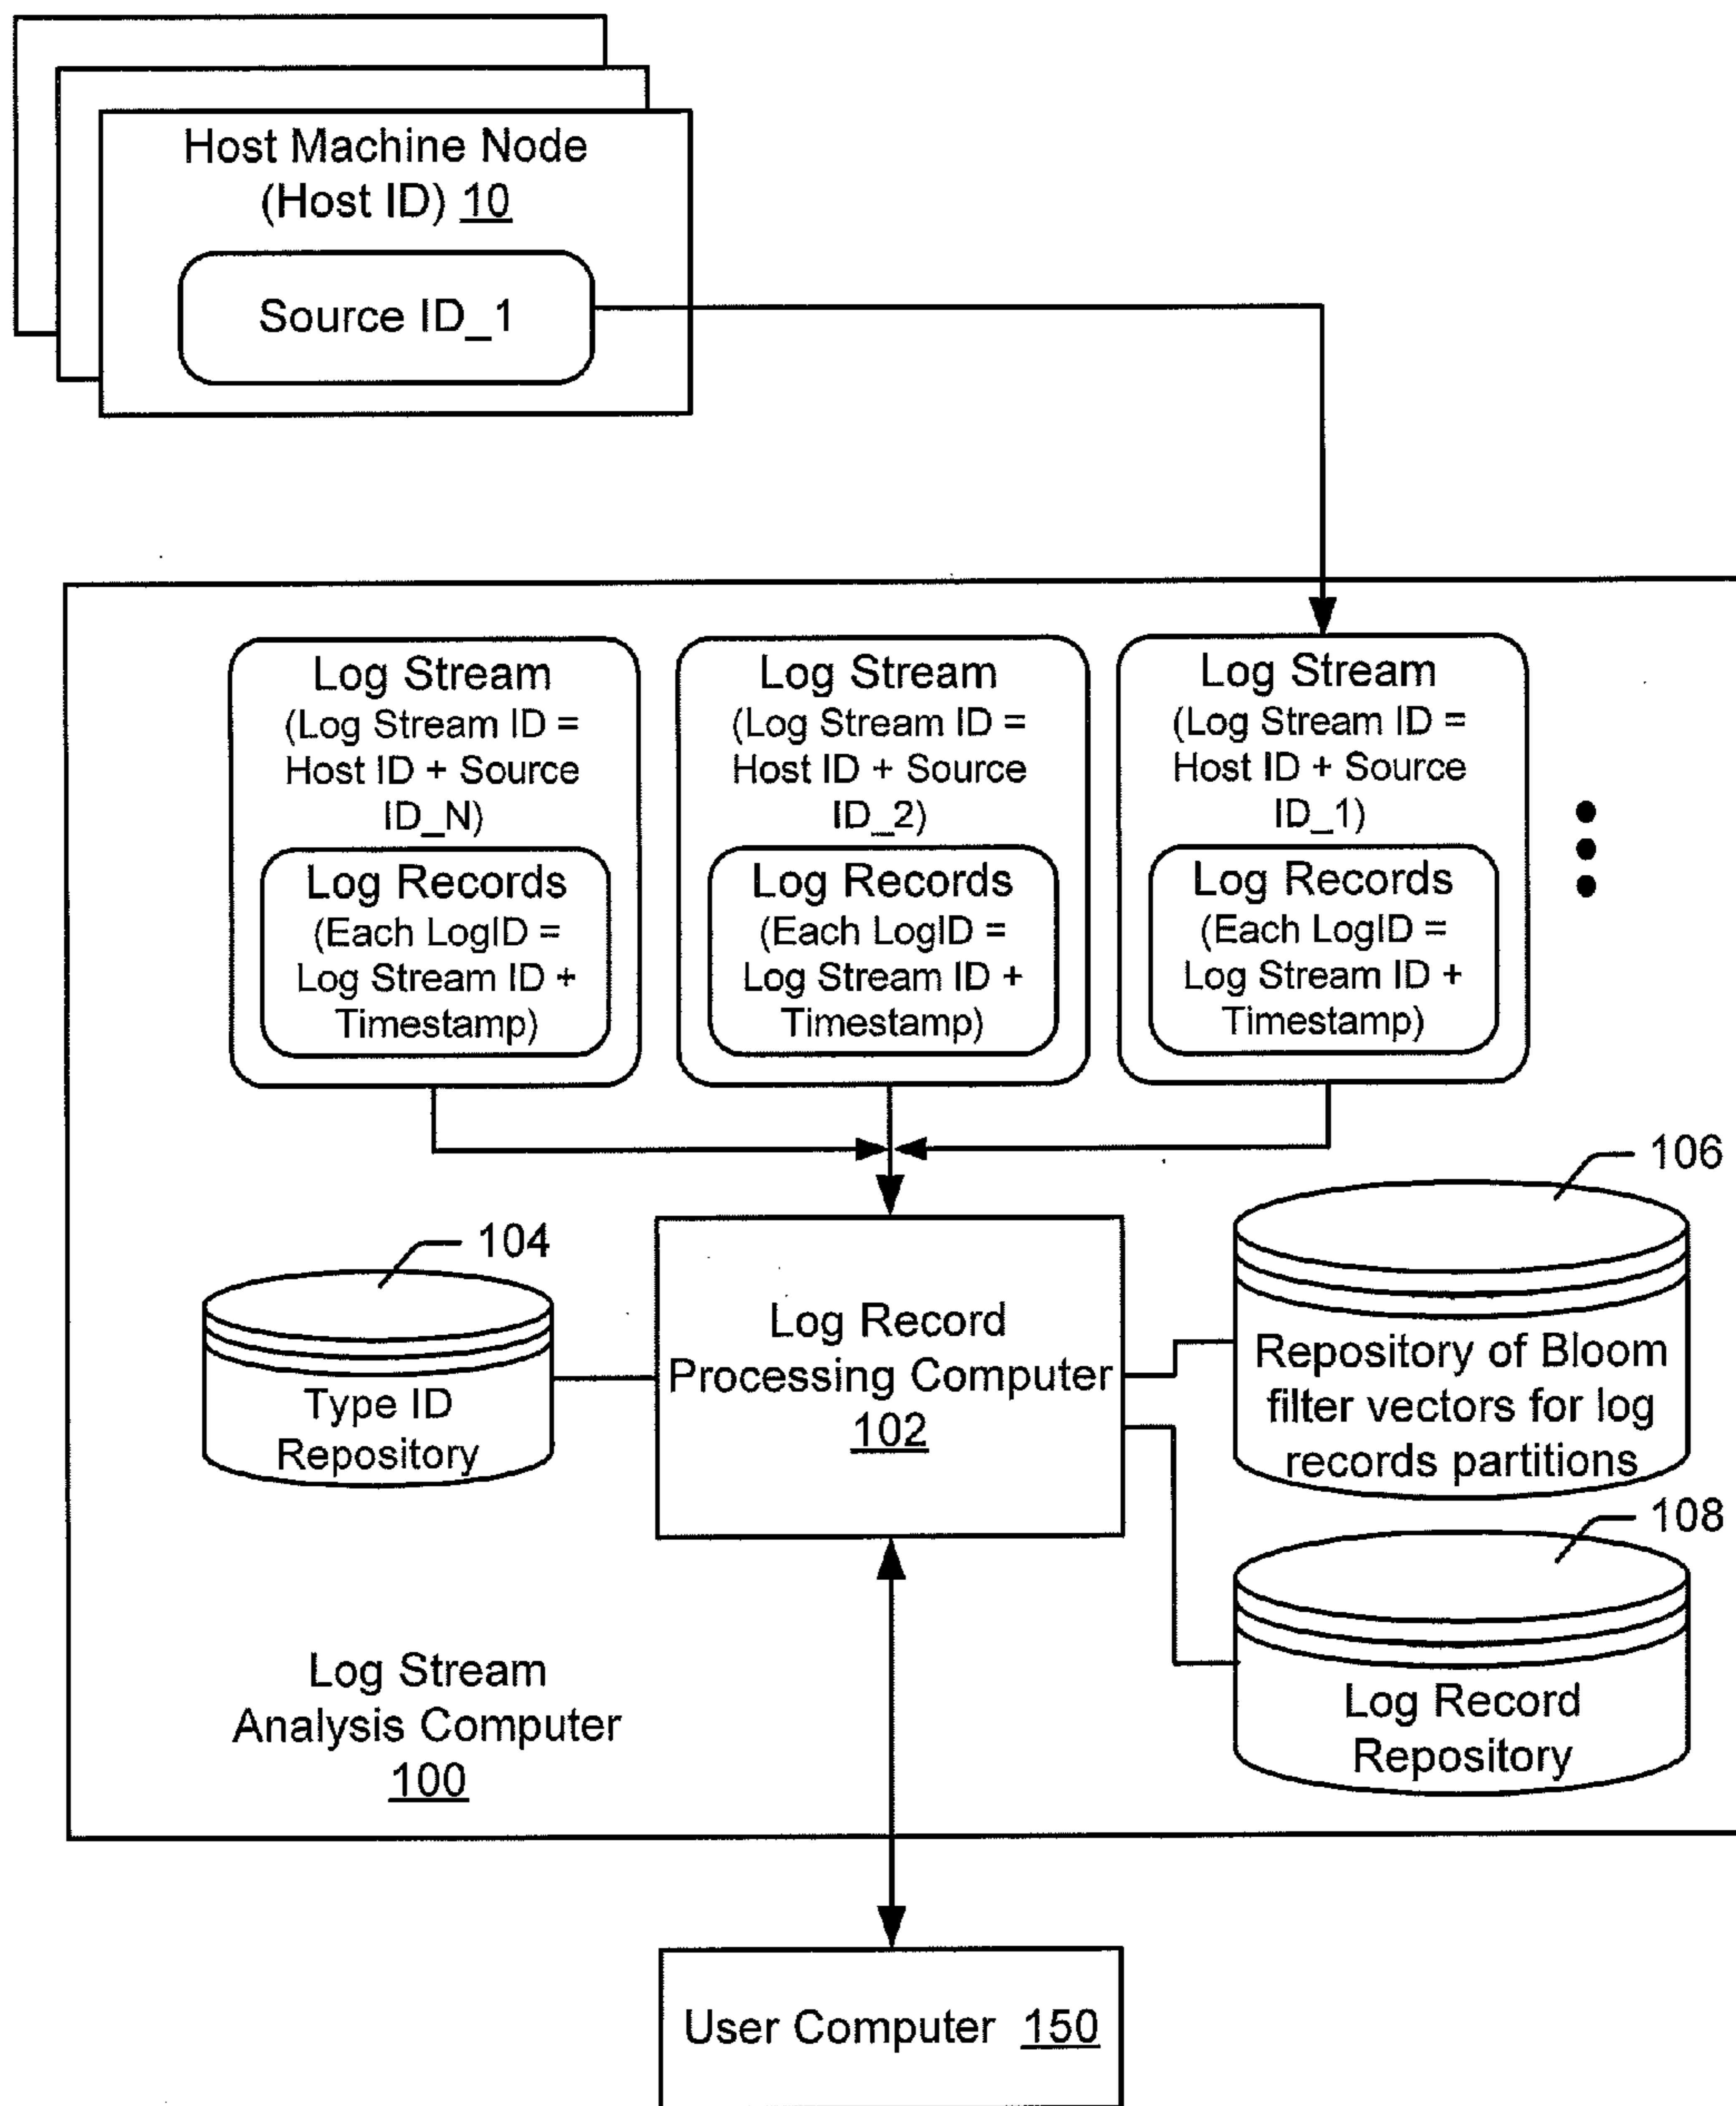 Host Machine Node
(Host ID) 10
Source ID_1
Log Stream
(Log Stream ID =
Host ID + Source
ID_N)
Log Records
(Each LogID =
Log Stream ID +
Timestamp)
Log Stream
(Log Stream ID =
Host ID + Source
ID_2)
Log Records
(Each LogID =
Log Stream ID +
Timestamp)
Log Stream
(Log Stream ID =
Host ID + Source
ID_1)
Log Records
(Each LogID =
Log Stream ID +
Timestamp)
104
Type ID
Repository
Log Record
Processing Computer
102
106
Repository of Bloom
filter vectors for log
records partitions
108
Log Record
Repository
Log Stream
Analysis Computer
100
User Computer 150